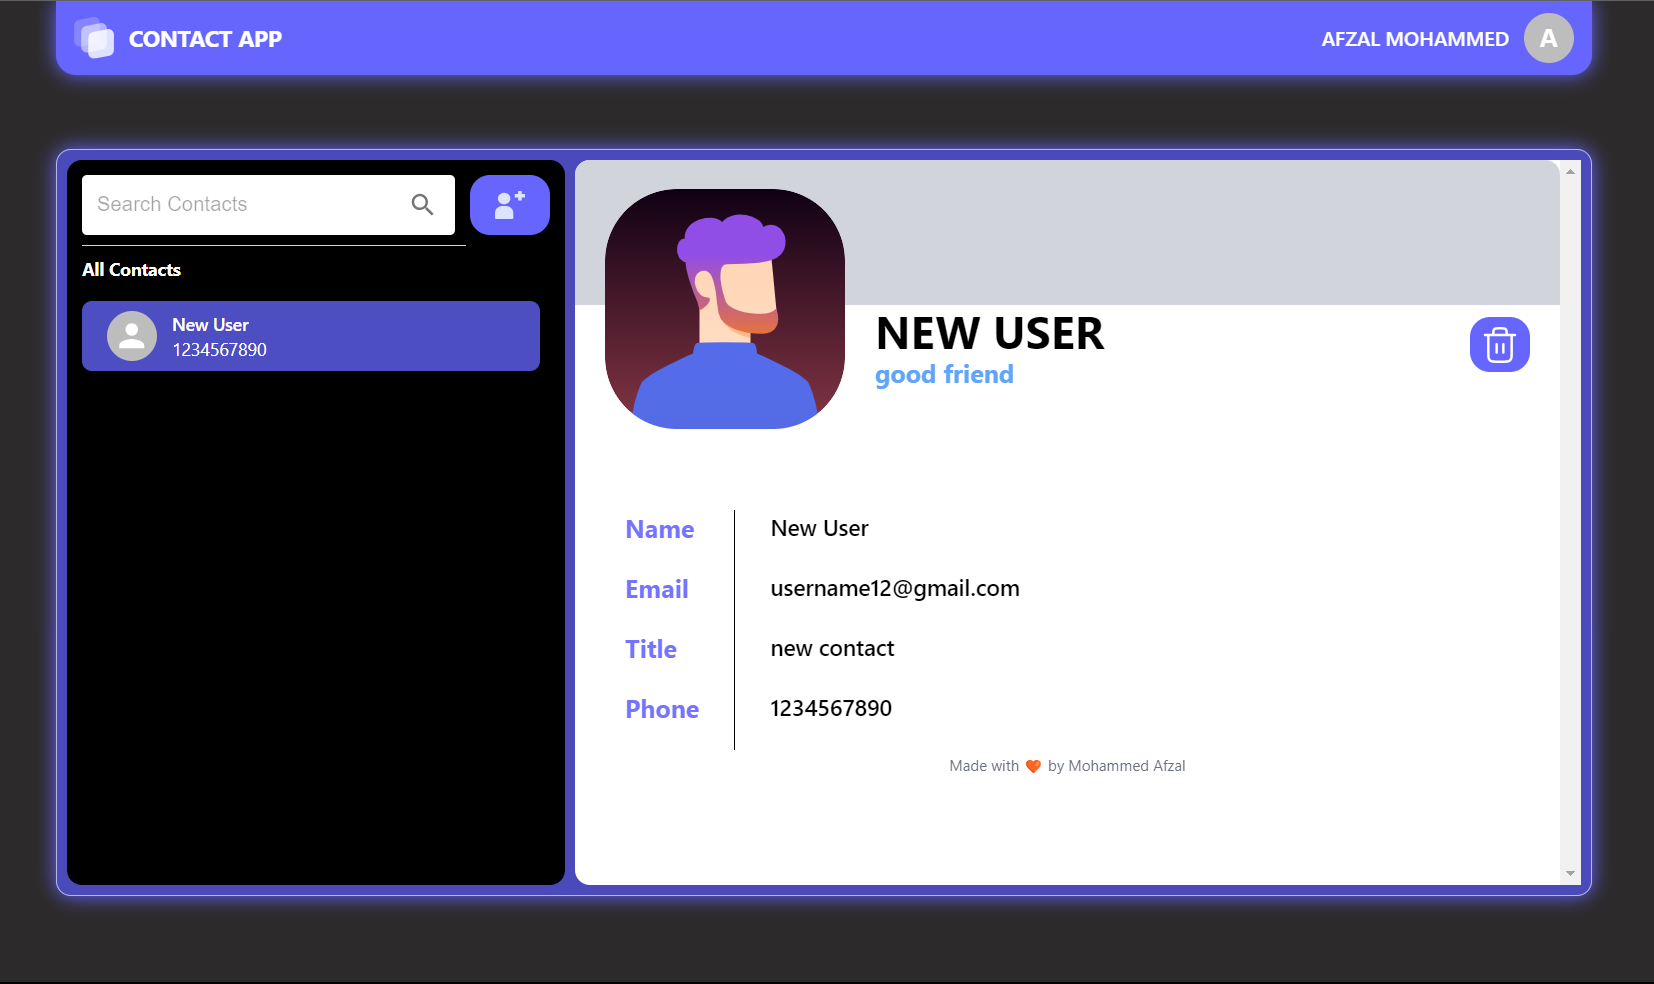 CONTACT APP
AFZAL MOHAMMED
A
Search Contacts
All Contacts
New User
1234567890
NEW USER
good friend
Name
New User
Email
username12@gmail.com
Title
new contact
Phone
1234567890
Made with 🧡 by Mohammed Afzal